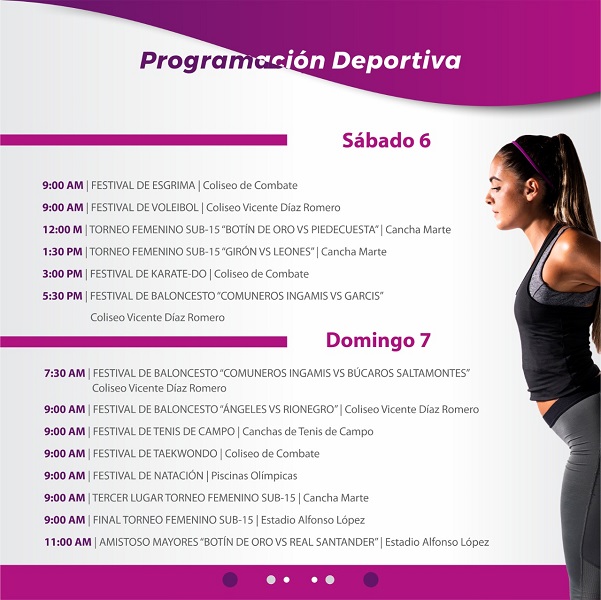 Programación Deportiva
Sábado 6
9:00 AM | FESTIVAL DE ESGRIMA | Coliseo de Combate
9:00 AM | FESTIVAL DE VOLEIBOL | Coliseo Vicente Díaz Romero
12:00 M | TORNEO FEMENINO SUB-15 “BOTÍN DE ORO VS PIEDECUESTA” | Cancha Marte
1:30 PM | TORNEO FEMENINO SUB-15 “GIRÓN VS LEONES” | Cancha Marte
3:00 PM | FESTIVAL DE KARATE-DO | Coliseo de Combate
5:30 PM | FESTIVAL DE BALONCESTO “COMUNEROS INGAMIS VS GARCIS”
Coliseo Vicente Díaz Romero
Domingo 7
7:30 AM | FESTIVAL DE BALONCESTO “COMUNEROS INGAMIS VS BÚCAROS SALTAMONTES”
Coliseo Vicente Díaz Romero
9:00 AM | FESTIVAL DE BALONCESTO “ÁNGELES VS RIONEGRO” | Coliseo Vicente Díaz Romero
9:00 AM | FESTIVAL DE TENIS DE CAMPO | Canchas de Tenis de Campo
9:00 AM | FESTIVAL DE TAEKWONDO | Coliseo de Combate
9:00 AM | FESTIVAL DE NATACIÓN | Piscinas Olímpicas
9:00 AM | TERCER LUGAR TORNEO FEMENINO SUB-15 | Cancha Marte
9:00 AM | FINAL TORNEO FEMENINO SUB-15 | Estadio Alfonso López
11:00 AM | AMISTOSO MAYORES “BOTÍN DE ORO VS REAL SANTANDER” | Estadio Alfonso López